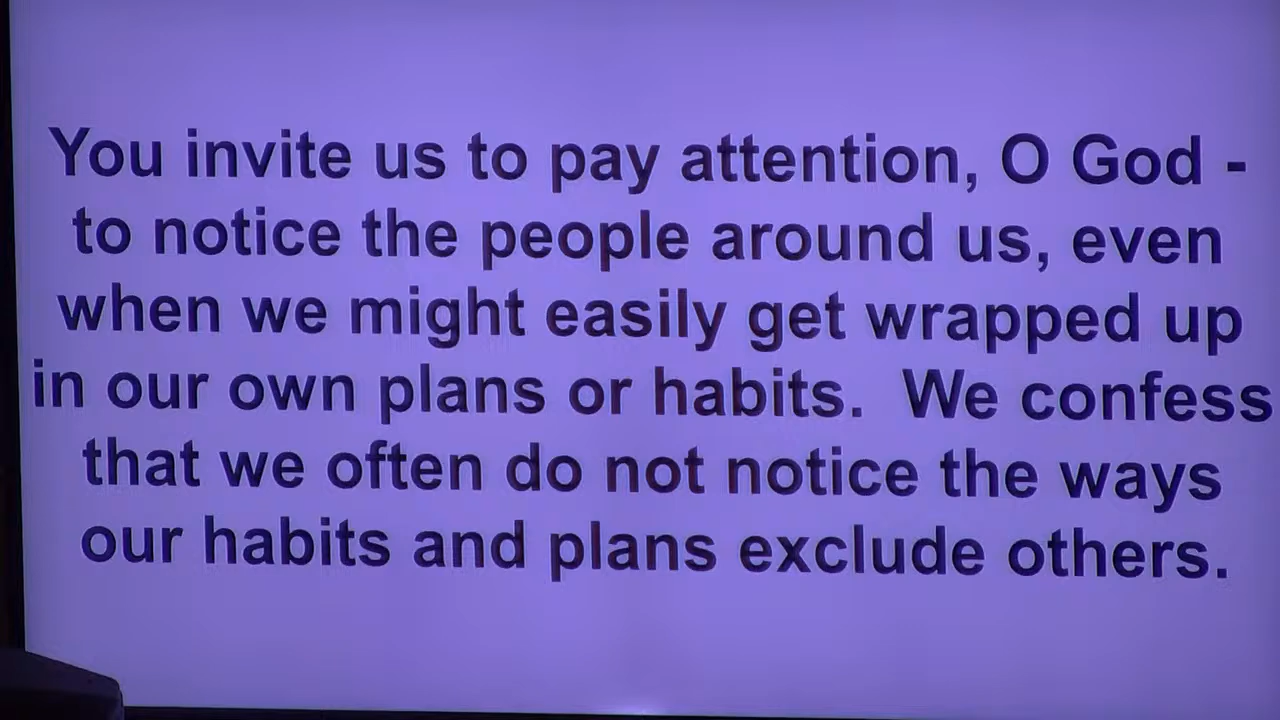 You invite us to pay attention, O God -
to notice the people around us, even
when we might easily get wrapped up
in our own plans or habits.  We confess
that we often do not notice the ways
our habits and plans exclude others.